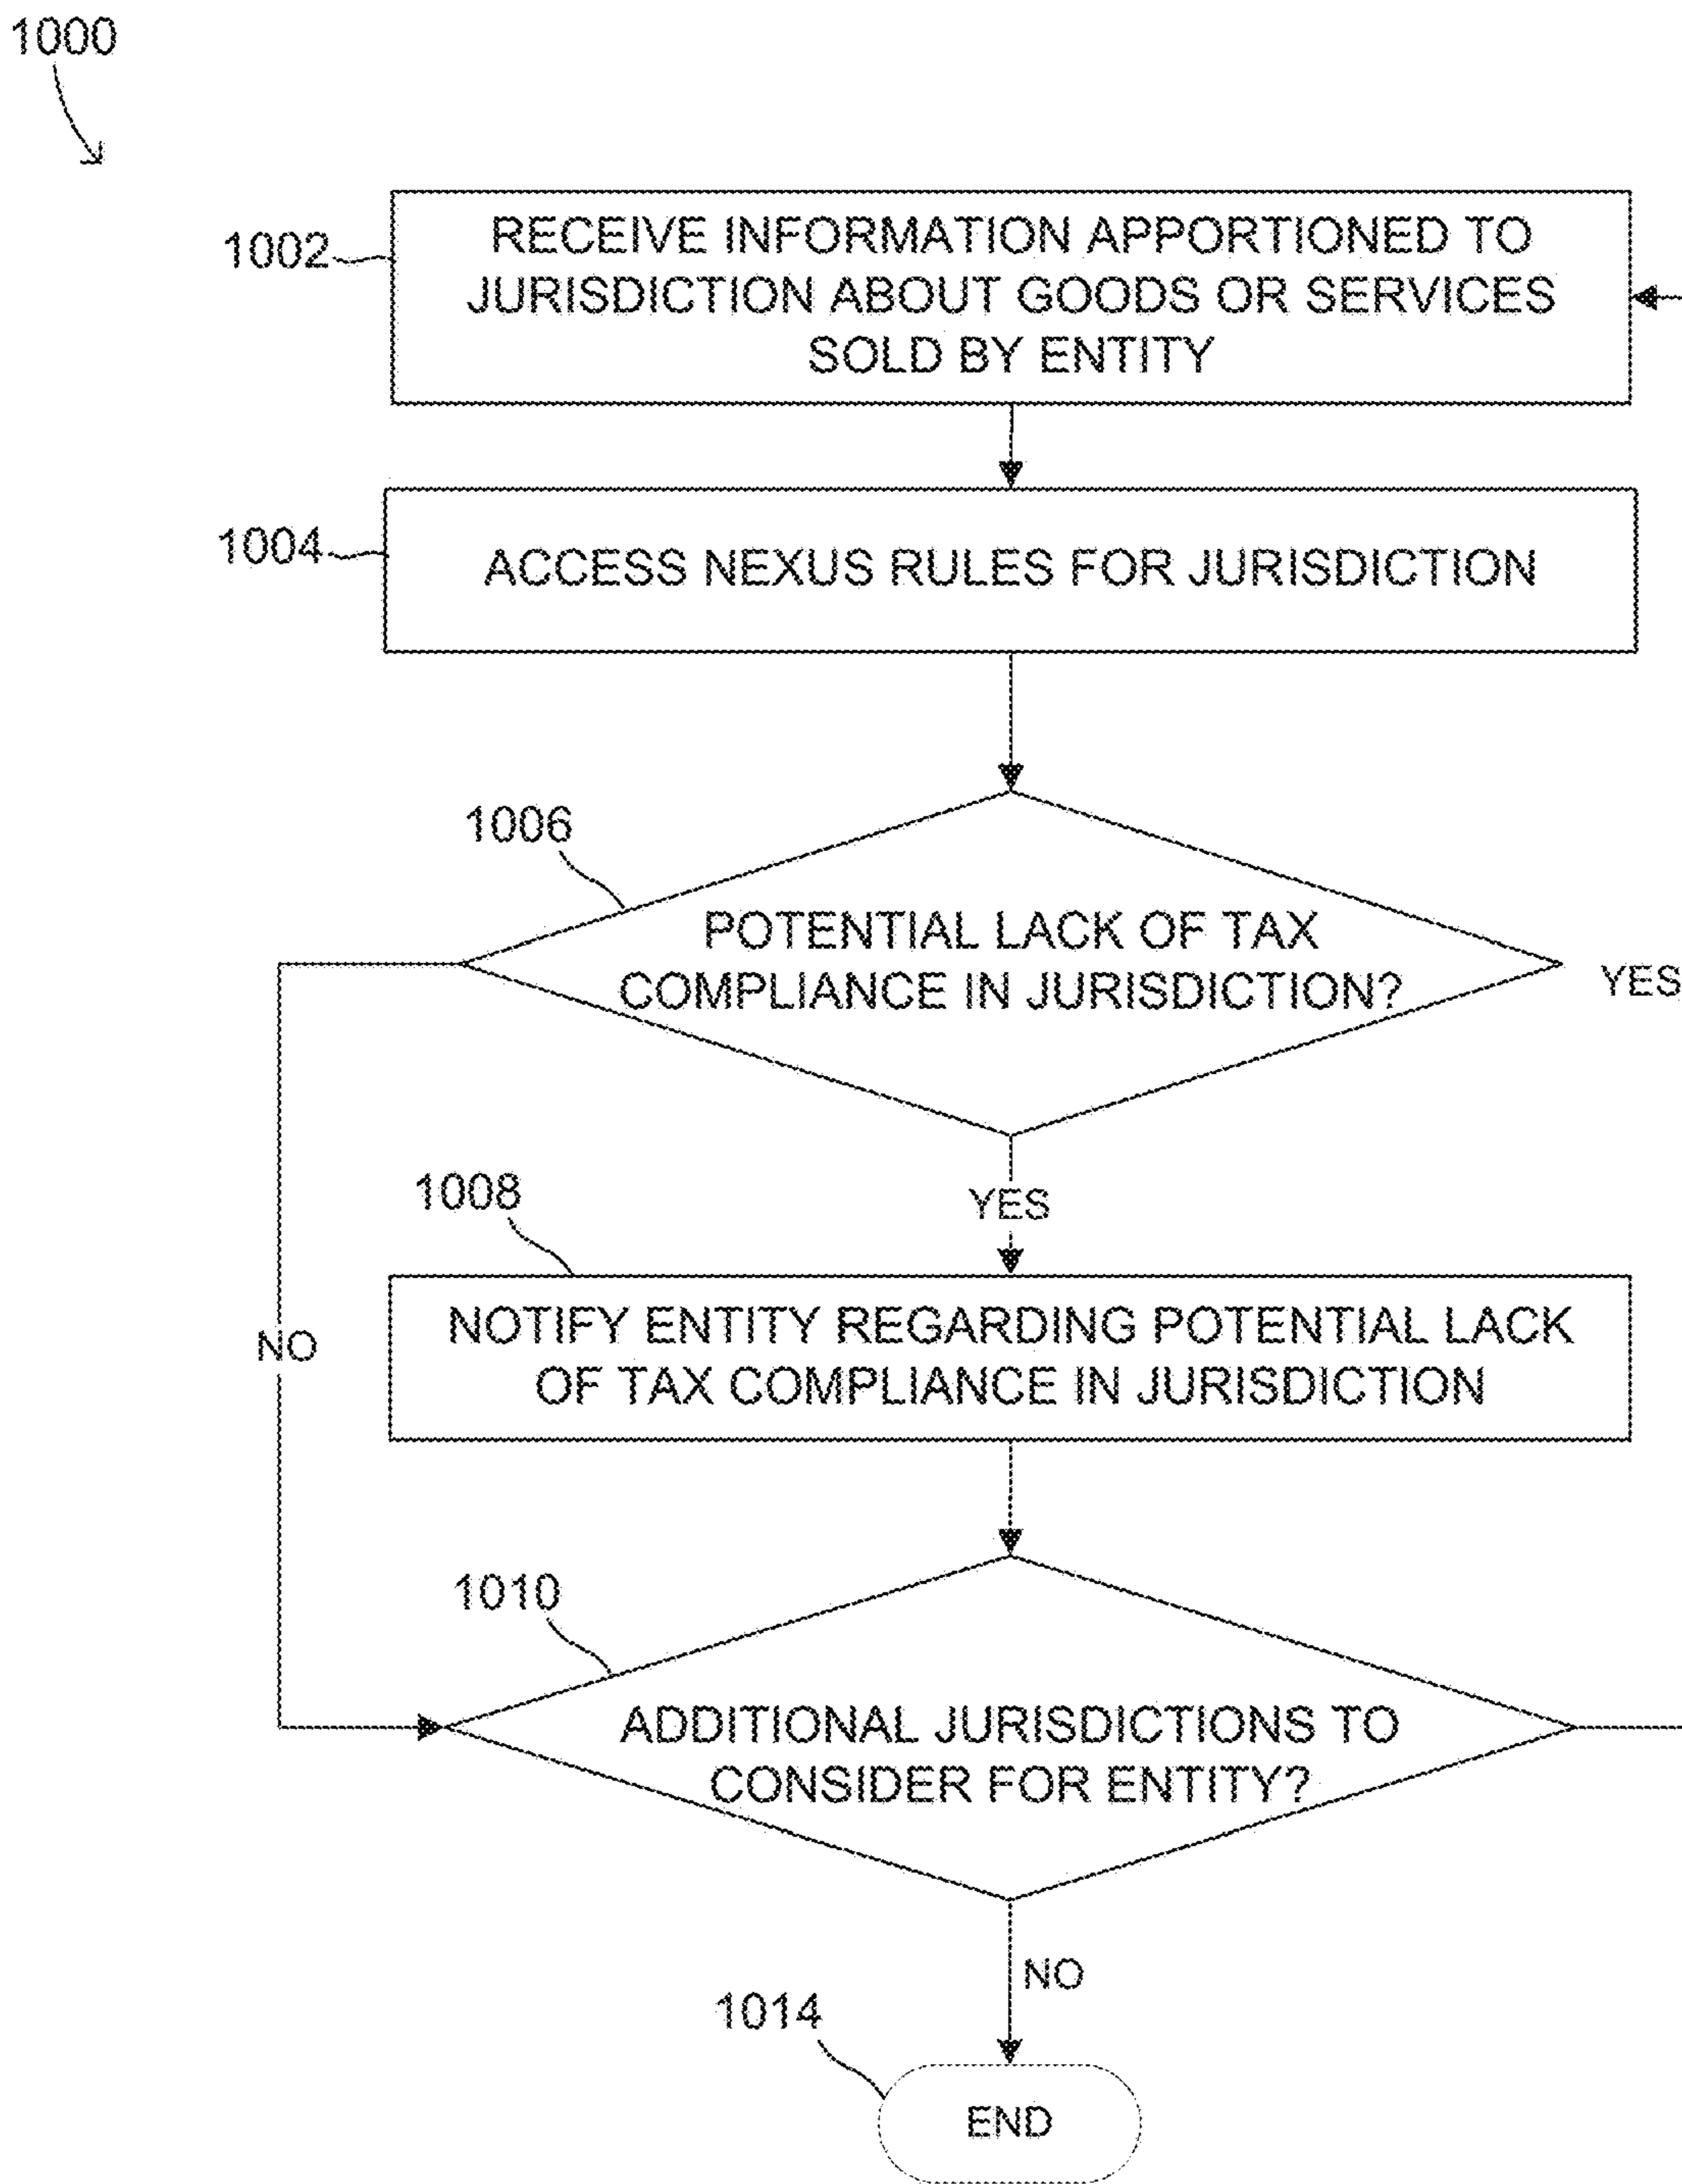 1000
1002
RECEIVE INFORMATION APPORTIONED TO
JURISDICTION ABOUT GOODS OR SERVICES
SOLD BY ENTITY
1004
ACCESS NEXUS RULES FOR JURISDICTION
1006
POTENTIAL LACK OF TAX
COMPLIANCE IN JURISDICTION?
YES
YES
1008
NOTIFY ENTITY REGARDING POTENTIAL LACK
OF TAX COMPLIANCE IN JURISDICTION
NO
1010
ADDITIONAL JURISDICTIONS TO
CONSIDER FOR ENTITY?
NO
1014
END